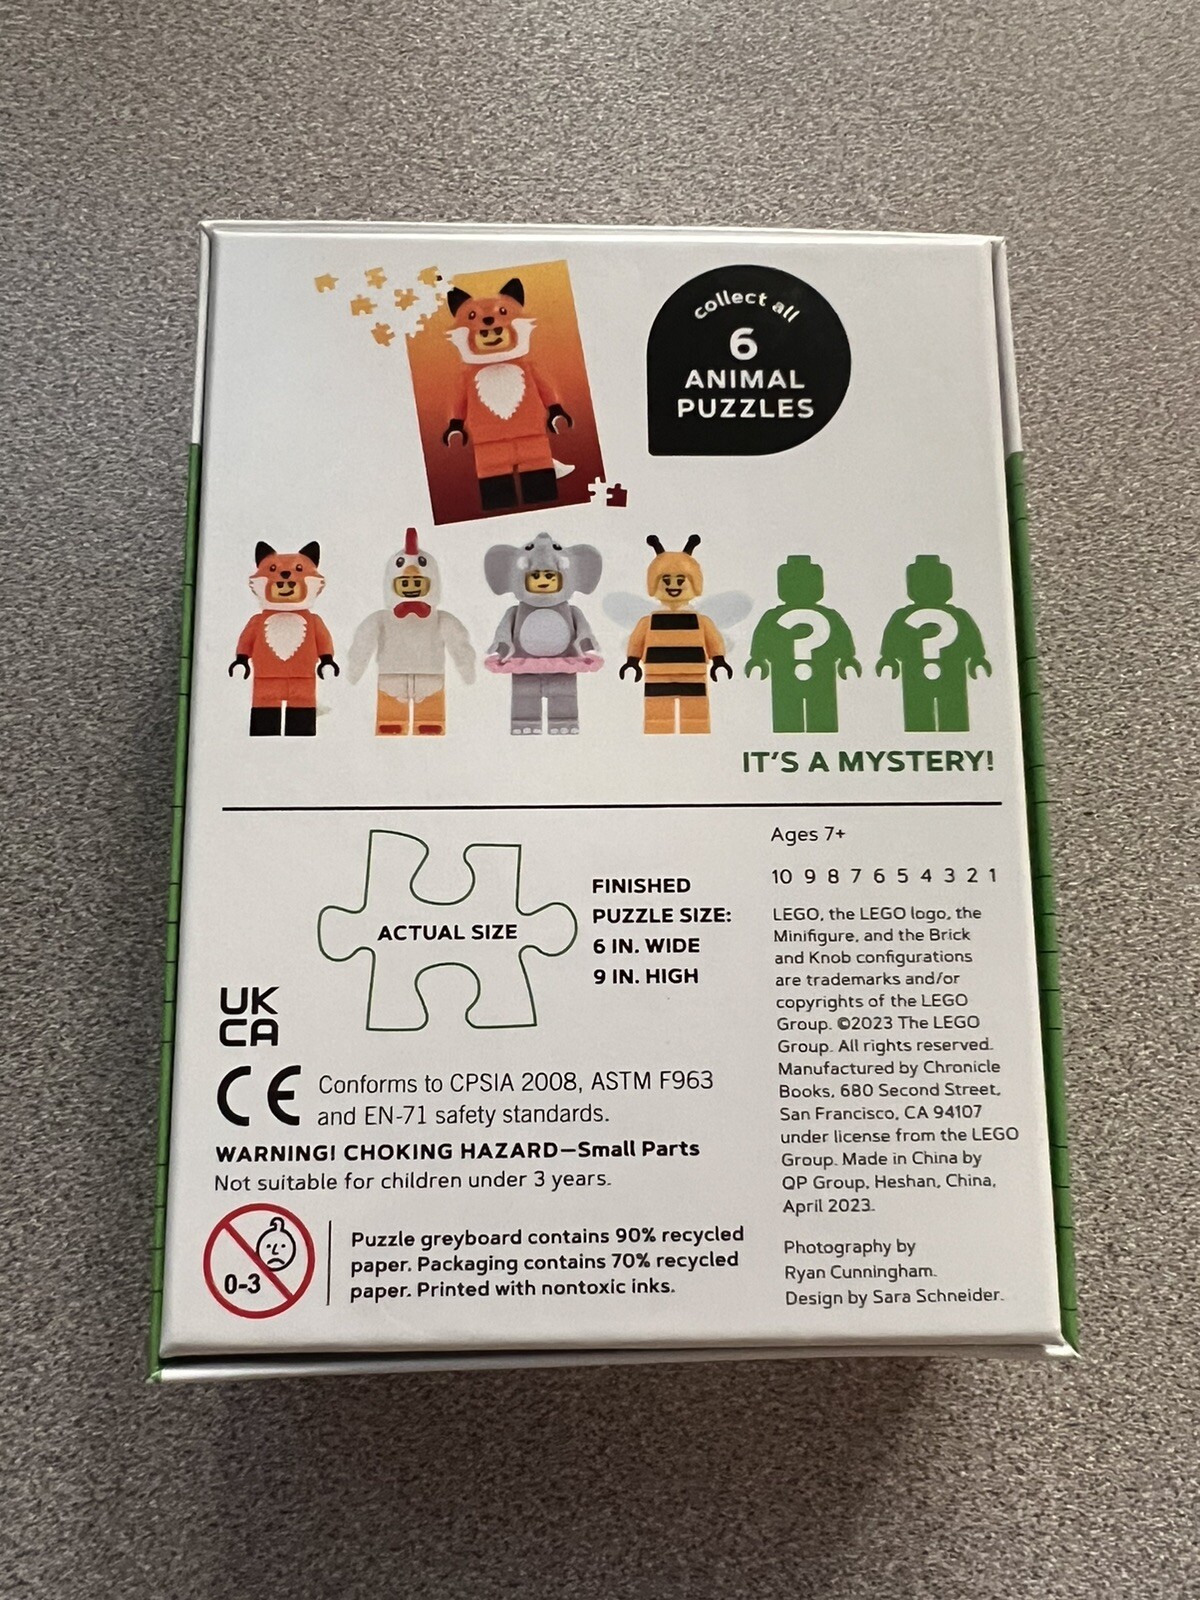 collect all
6
ANIMAL
PUZZLES
?
?
IT'S A MYSTERY!
ACTUAL SIZE
FINISHED
PUZZLE SIZE:
6 IN. WIDE
9 IN. HIGH
UK
CA
CE
Conforms to CPSIA 2008, ASTM F963
and EN-71 safety standards.
WARNING! CHOKING HAZARD—Small Parts
Not suitable for children under 3 years.
0-3
Puzzle greyboard contains 90% recycled
paper. Packaging contains 70% recycled
paper. Printed with nontoxic inks.
Ages 7+
10 9 8 7 6 5 4 3 2 1
LEGO, the LEGO logo, the
Minifigure, and the Brick
and Knob configurations
are trademarks and/or
copyrights of the LEGO
Group. ©2023 The LEGO
Group. All rights reserved.
Manufactured by Chronicle
Books, 680 Second Street,
San Francisco, CA 94107
under license from the LEGO
Group. Made in China by
QP Group, Heshan, China,
April 2023.
Photography by
Ryan Cunningham.
Design by Sara Schneider.